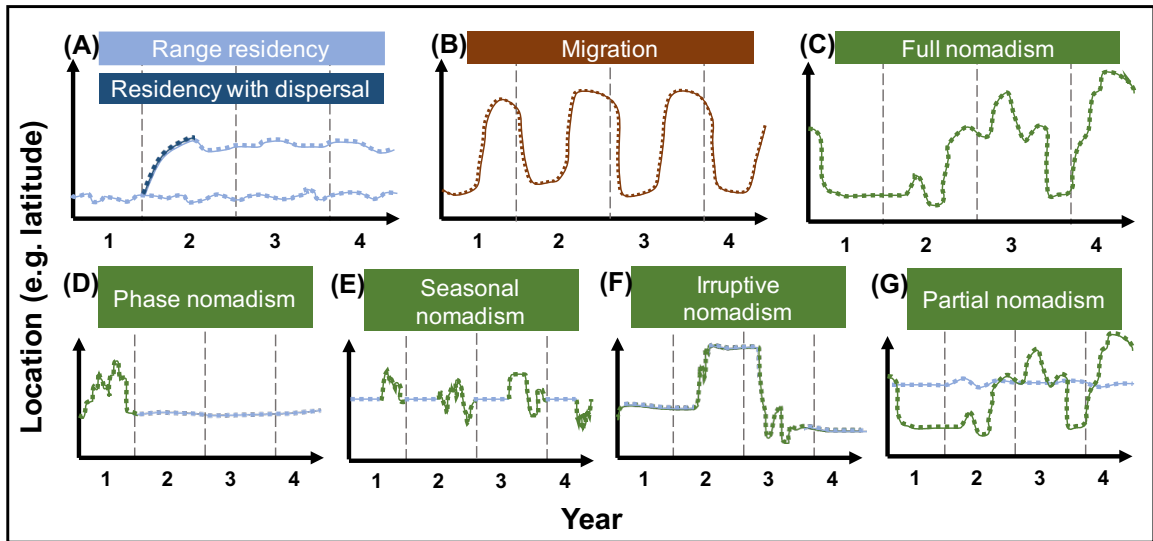 (A)
Range residency
Residency with dispersal
1 2 3 4
(B)
Migration
1 2 3 4
(C)
Full nomadism
1 2 3 4
Location (e.g. latitude)
(D)
Phase nomadism
1 2 3 4
(E)
Seasonal
nomadism
1 2 3 4
(F)
Irruptive
nomadism
1 2 3 4
(G)
Partial nomadism
1 2 3 4
Year